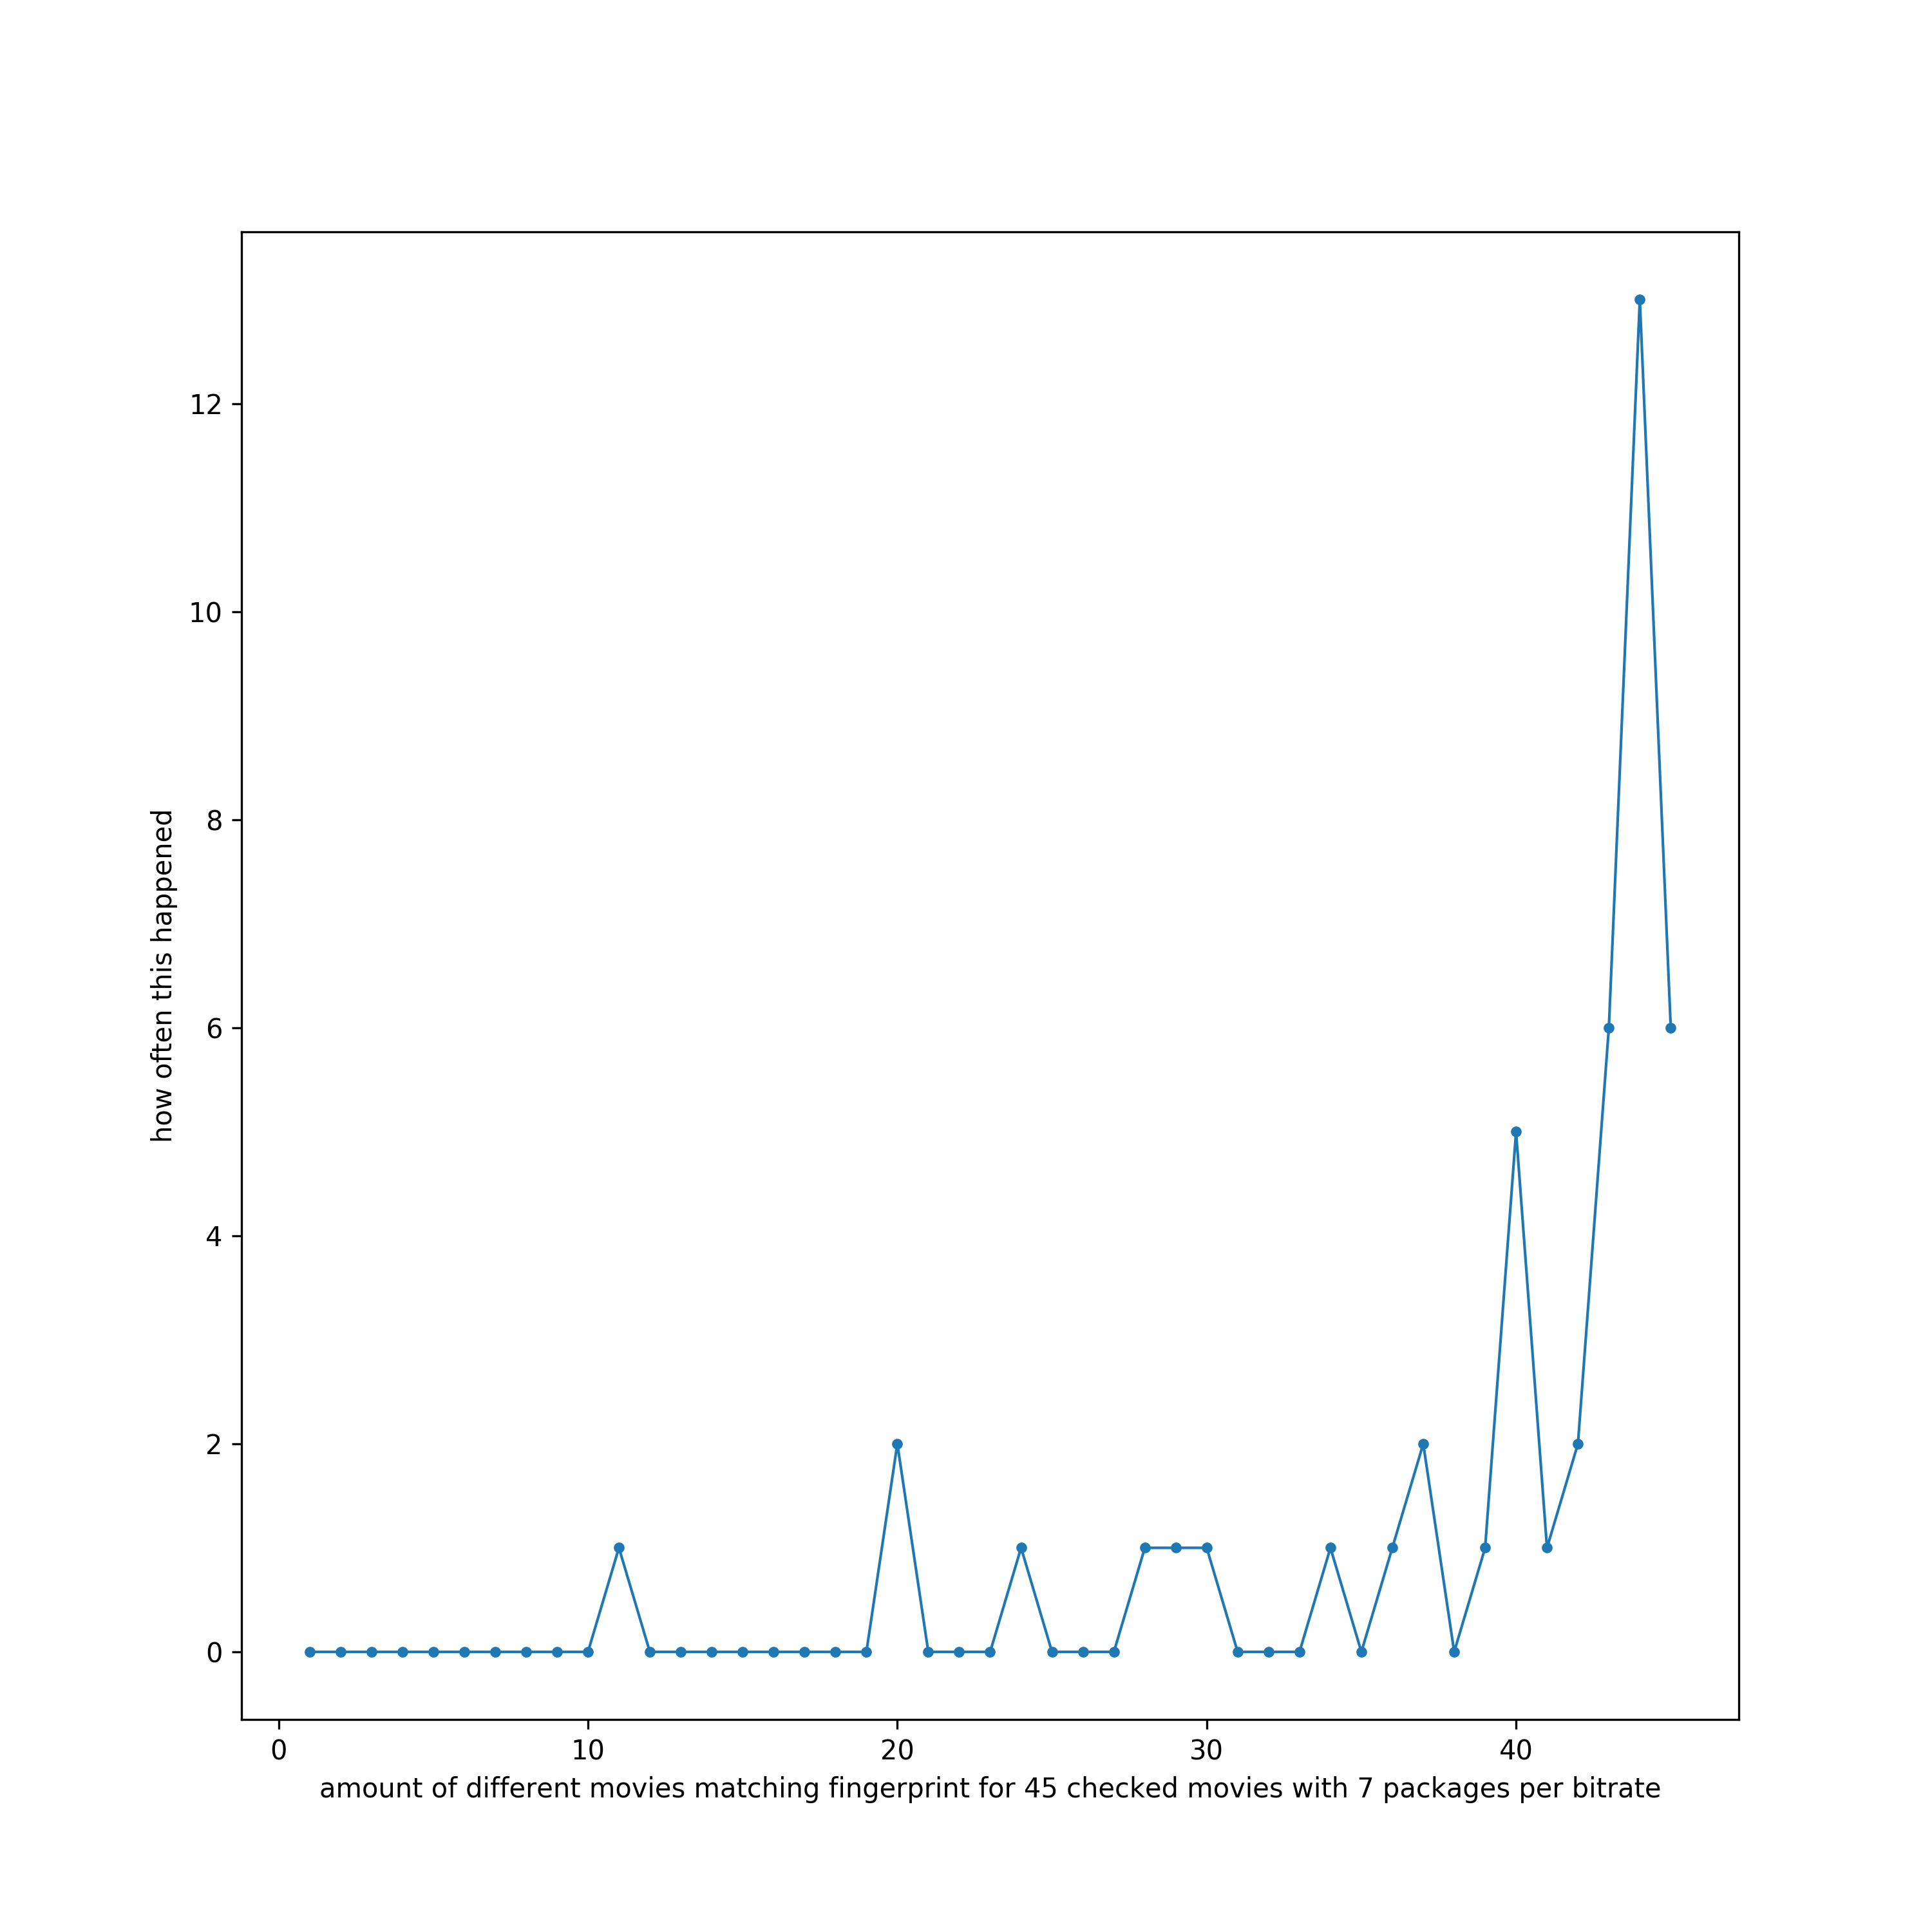 12
10
8
6
4
2
0
how often this happened
0 10 20 30 40
amount of different movies matching fingerprint for 45 checked movies with 7 packages per bitrate